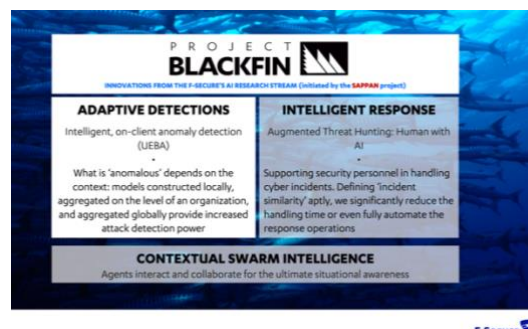 PROJECT
BLACKFIN
INNOVATIONS FROM THE F-SECURE'S AI RESEARCH STREAM (initiated by the SAPPAN project)
ADAPTIVE DETECTIONS
Intelligent, on-client anomaly detection
(UEBA)
-
What is 'anomalous' depends on the
context: models constructed locally,
aggregated on the level of an organization,
and aggregated globally provide increased
attack detection power
INTELLIGENT RESPONSE
Augmented Threat Hunting: Human with
AI
-
Supporting security personnel in handling
cyber incidents. Defining 'incident
similarity' aptly, we significantly reduce the
handling time or even fully automate the
response operations
CONTEXTUAL SWARM INTELLIGENCE
Agents interact and collaborate for the ultimate situational awareness